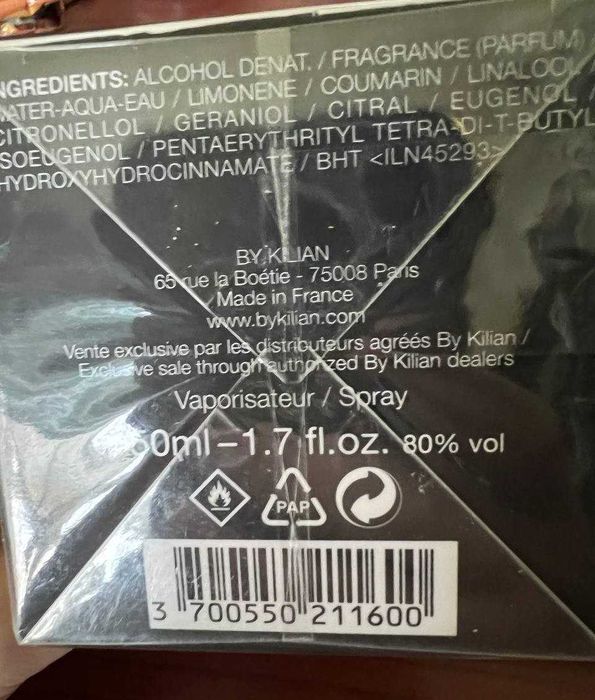 NGREDIENTS: ALCOHOL DENAT. / FRAGRANCE (PARFUM)
WATER-AQUA-EAU / LIMONENE / COUMARIN / LINALOOL /
CITRONELLOL / GERANIOL / CITRAL / EUGENOL /
SOEUGENOL / PENTAERYTHRITYL TETRA-DI-T-BUTYL
HYDROXYHYDROCINNAMATE / BHT <ILN45293>
BY KILIAN
65 rue la Boétie - 75008 Paris
Made in France
www.bykilian.com
Vente exclusive par les distributeurs agréés By Kilian /
Exclusive sale through authorized By Kilian dealers
Vaporisateur / Spray
50ml – 1.7 fl.oz. 80% vol
PAP
3 700550 211600